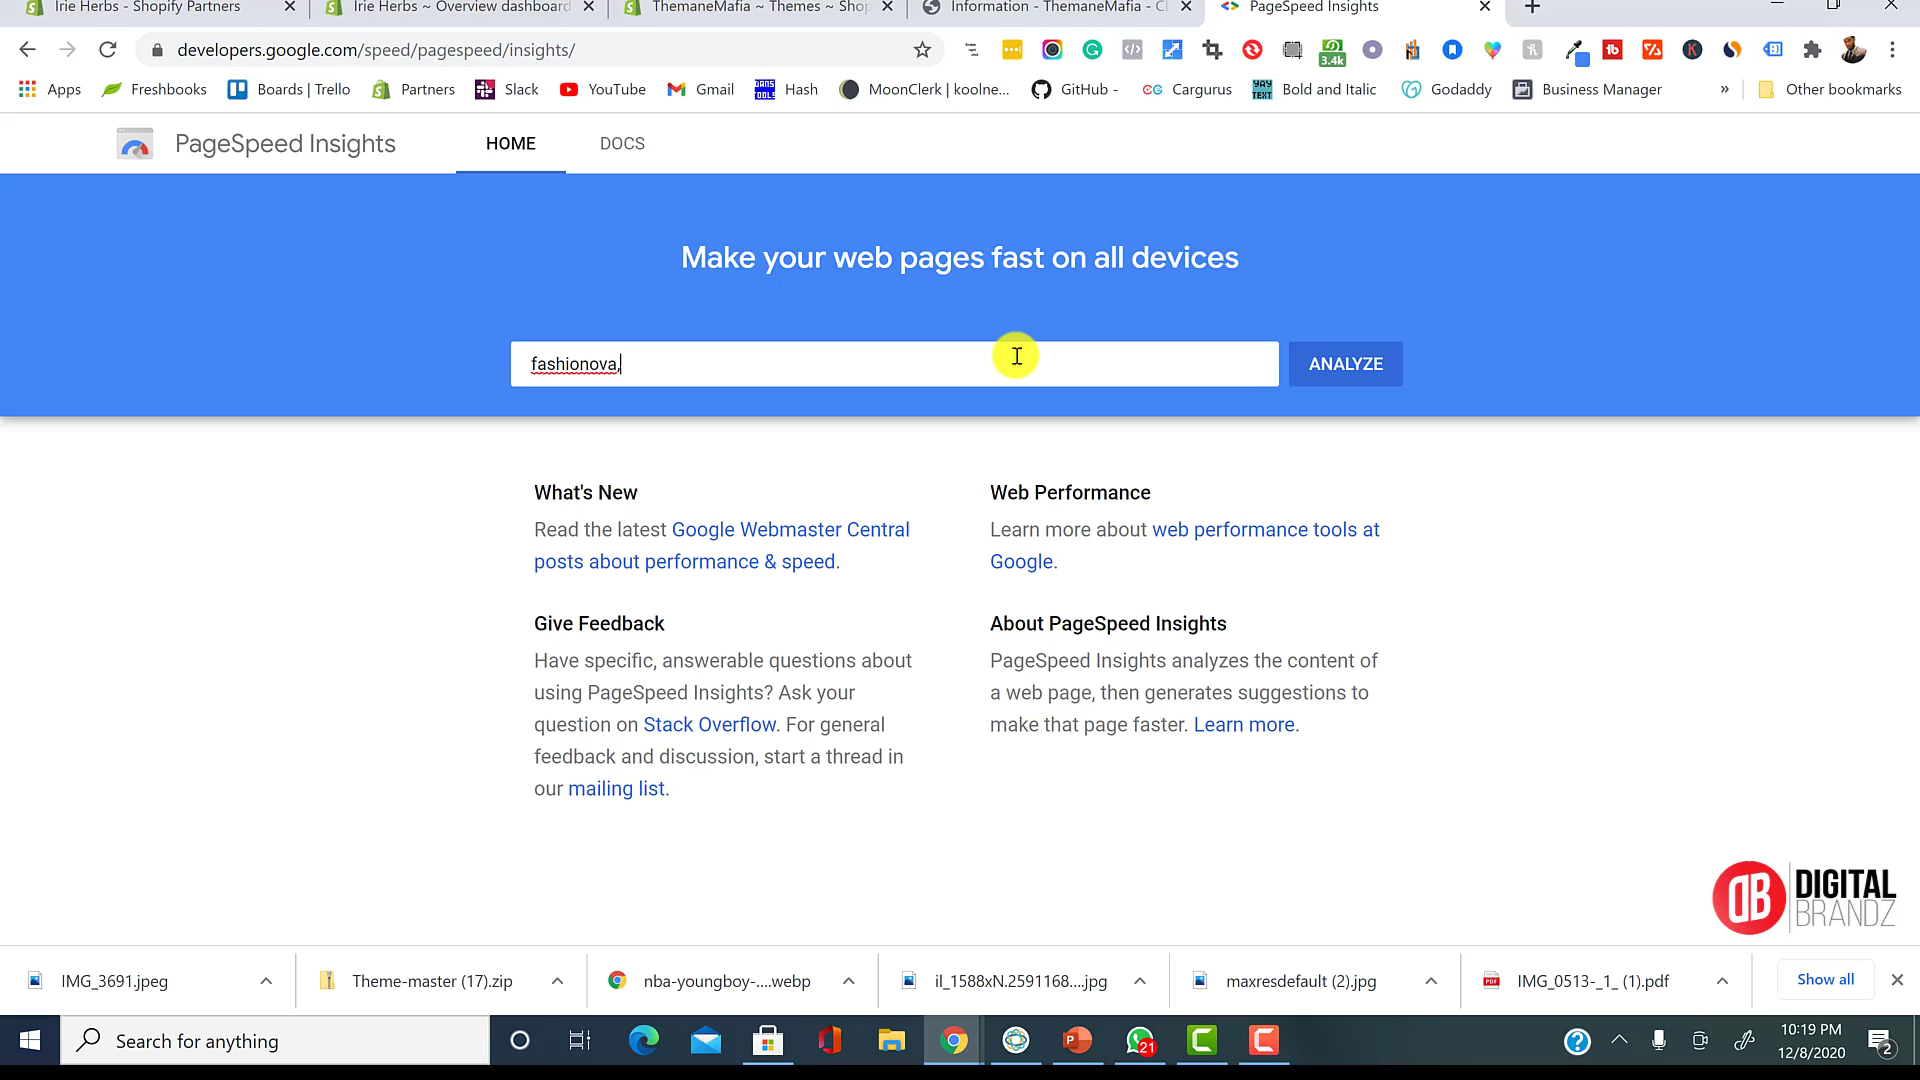 Irie Herbs - Shopify Partners
Irie Herbs ~ Overview dashboard
ThemaneMafia ~ Themes ~ Shop
Information - ThemaneMafia - Ch
PageSpeed Insights
developers.google.com/speed/pagespeed/insights/
3.4k
Apps
Freshbooks
Boards | Trello
Partners
Slack
YouTube
Gmail
Hash
MoonClerk | koolne...
GitHub -
Cargurus
Bold and Italic
Godaddy
Business Manager
»
Other bookmarks
PageSpeed Insights
HOME
DOCS
Make your web pages fast on all devices
fashionova,
ANALYZE
What's New
Read the latest Google Webmaster Central
posts about performance & speed.
Web Performance
Learn more about web performance tools at
Google.
Give Feedback
Have specific, answerable questions about
using PageSpeed Insights? Ask your
question on Stack Overflow. For general
feedback and discussion, start a thread in
our mailing list.
About PageSpeed Insights
PageSpeed Insights analyzes the content of
a web page, then generates suggestions to
make that page faster. Learn more.
DB DIGITAL
BRANDZ
IMG_3691.jpeg
Theme-master (17).zip
nba-youngboy-....webp
il_1588xN.2591168....jpg
maxresdefault (2).jpg
IMG_0513-_1_ (1).pdf
Show all
Search for anything
21
10:19 PM
12/8/2020
2